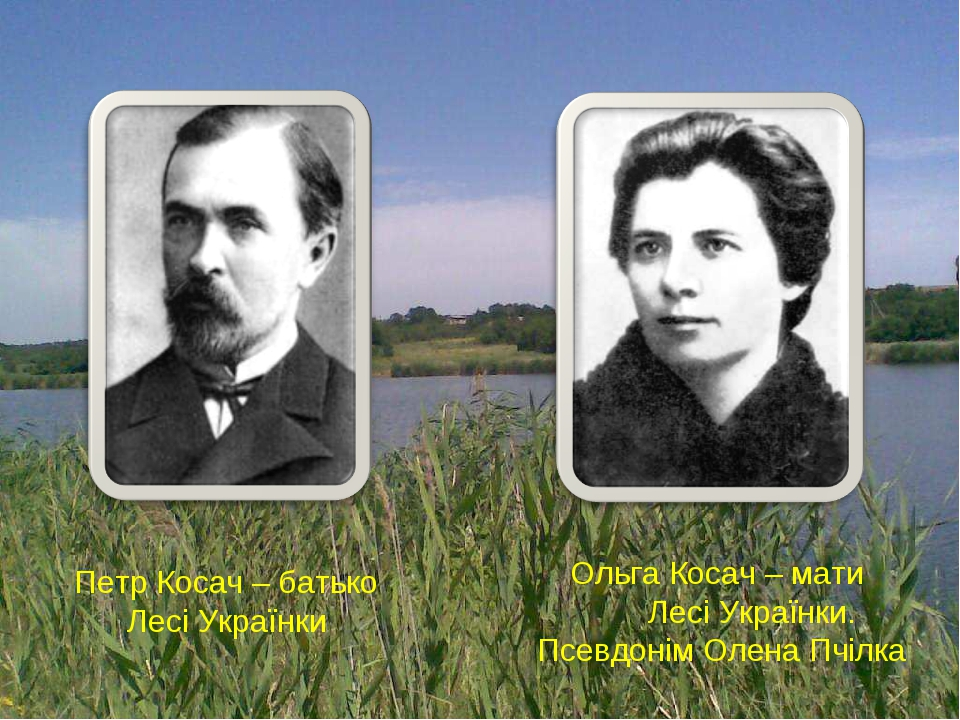 Петр Косач – батько
Лесі Українки
Ольга Косач – мати
Лесі Українки.
Псевдонім Олена Пчілка